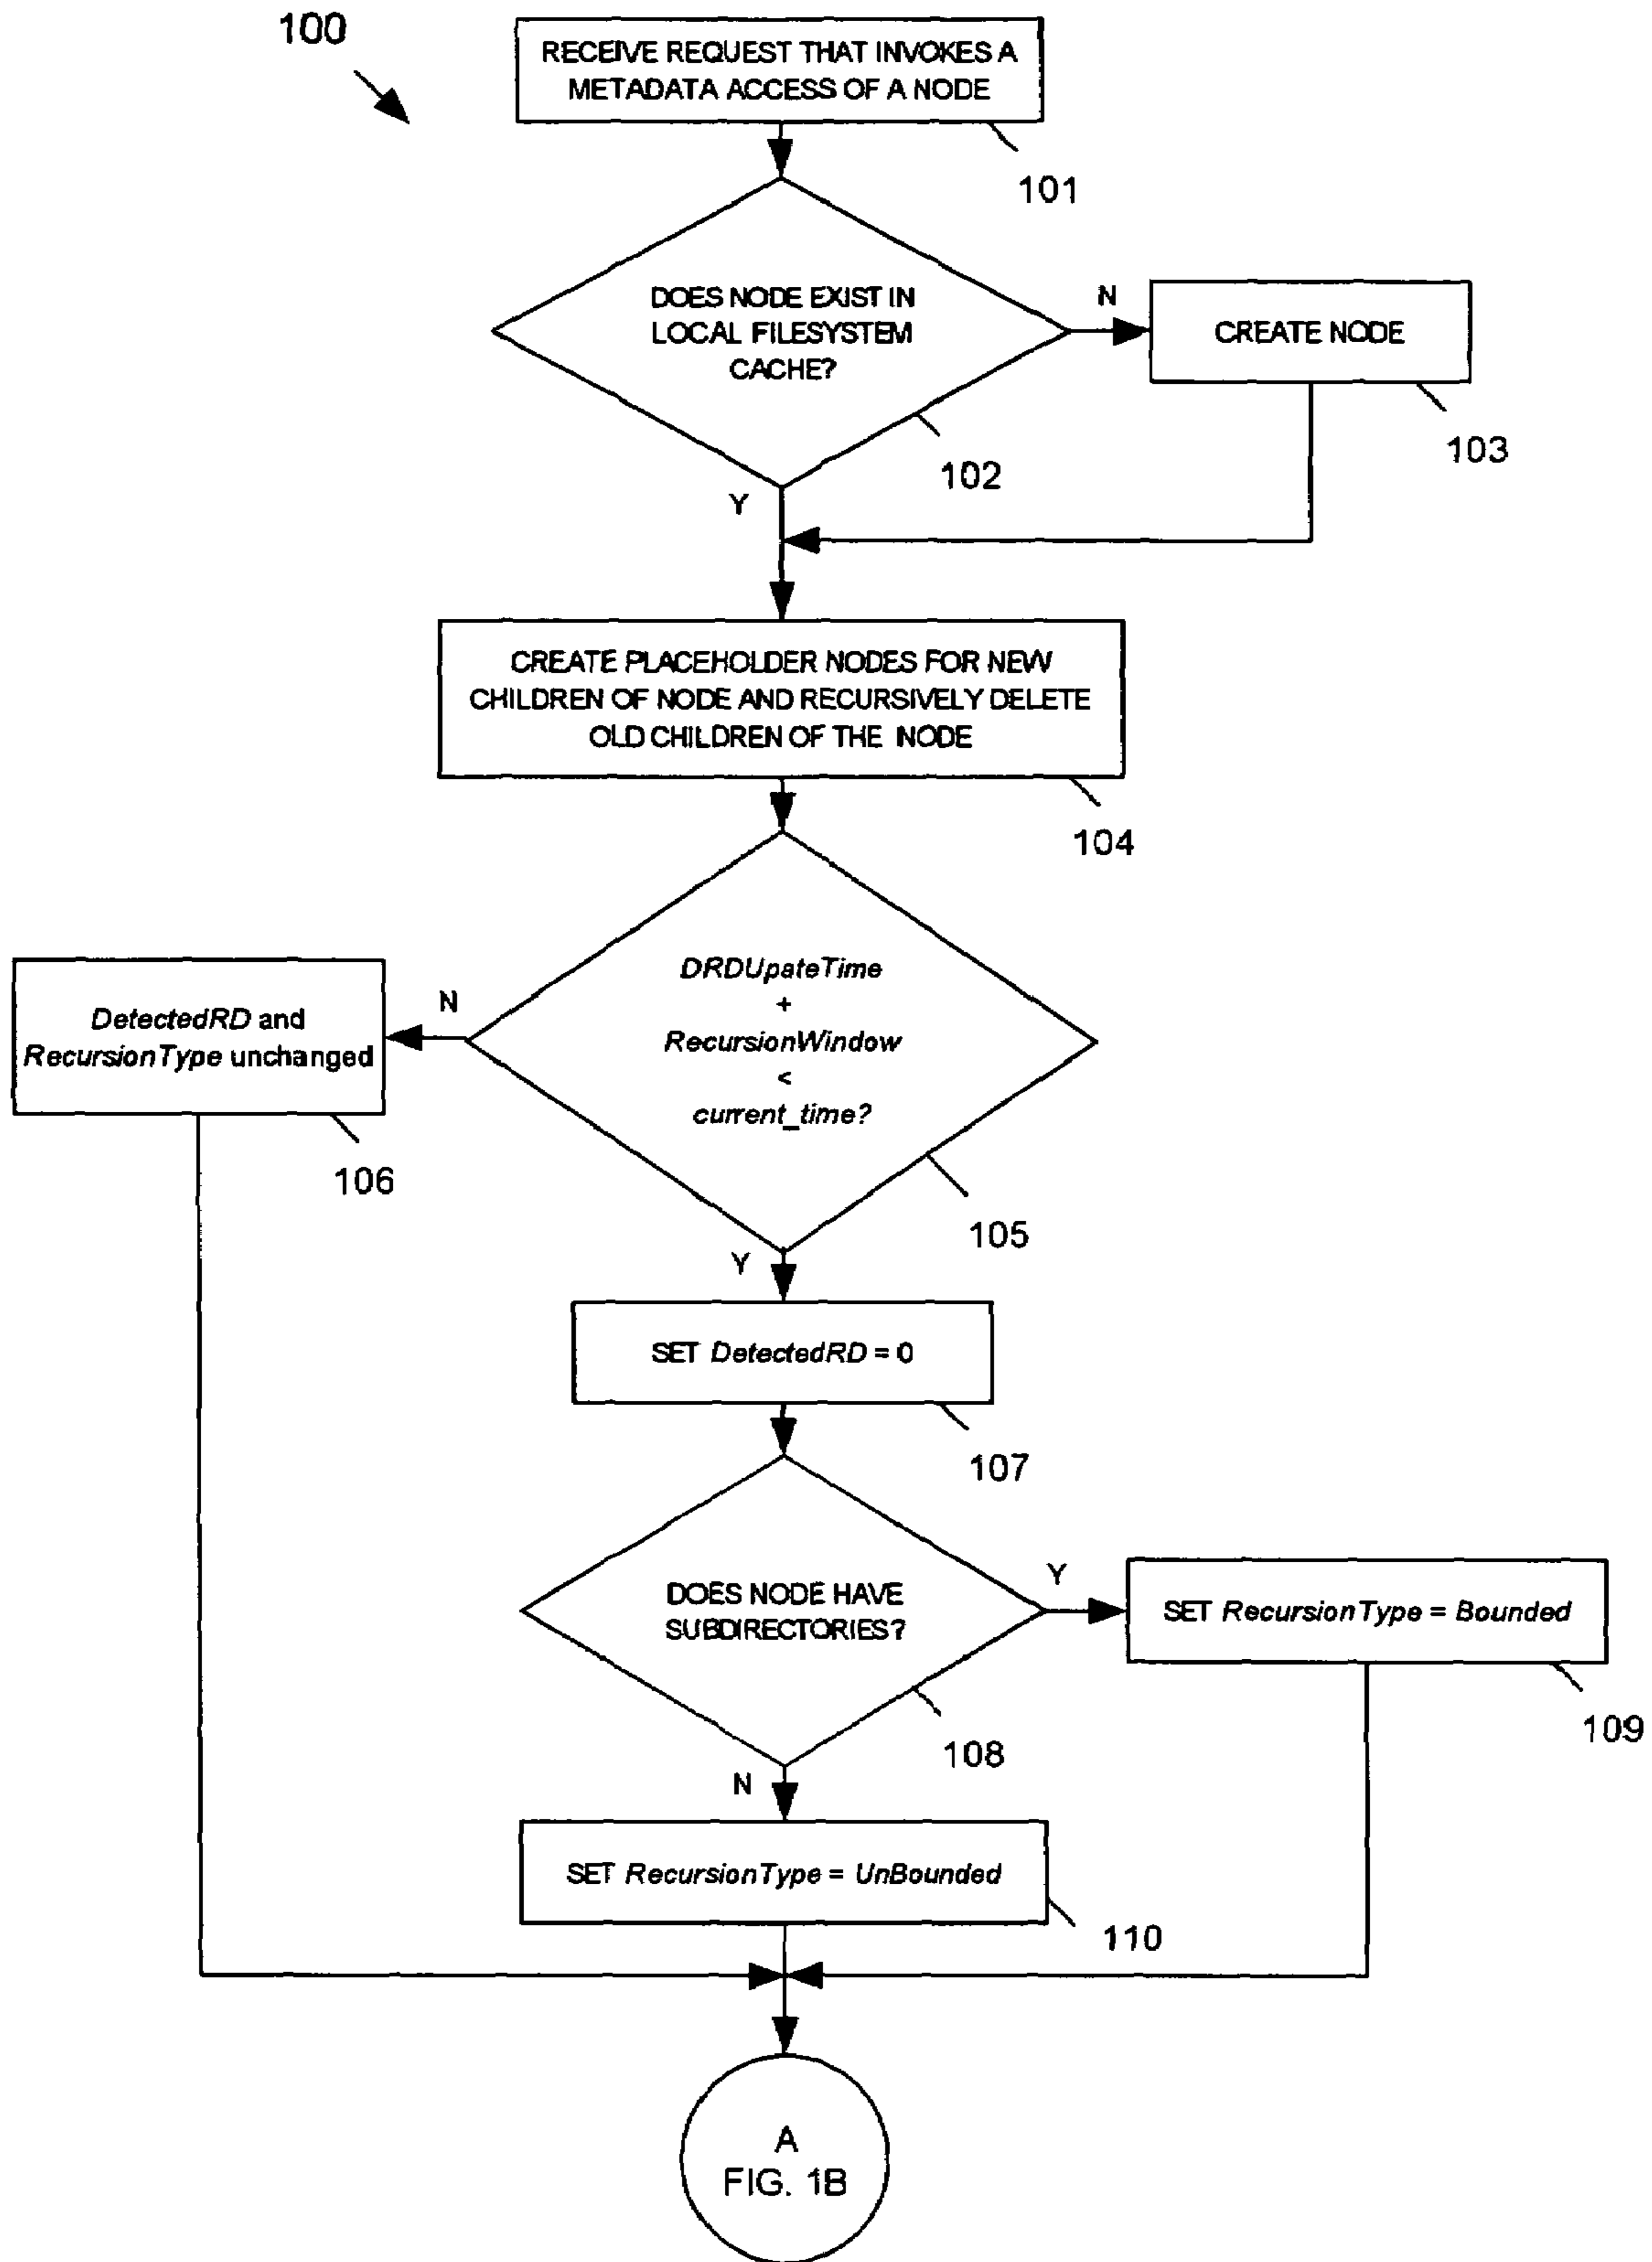 100
RECEIVE REQUEST THAT INVOKES A
METADATA ACCESS OF A NODE
101
DOES NODE EXIST IN
LOCAL FILESYSTEM
CACHE?
N
CREATE NODE
103
102
Y
CREATE PLACEHOLDER NODES FOR NEW
CHILDREN OF NODE AND RECURSIVELY DELETE
OLD CHILDREN OF THE NODE
104
DRDUpateTime
+
RecursionWindow
<
current_time?
N
DetectedRD and
RecursionType unchanged
106
105
Y
SET DetectedRD = 0
107
DOES NODE HAVE
SUBDIRECTORIES?
Y
SET RecursionType = Bounded
109
108
N
SET RecursionType = UnBounded
110
A
FIG. 1B